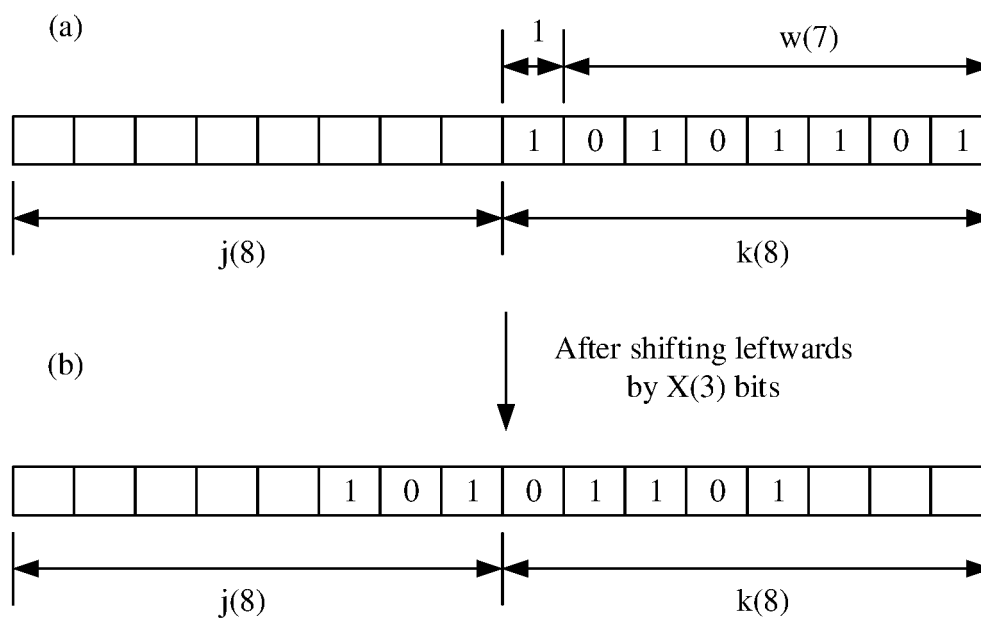 (a)
1
w(7)
1 0 1 0 1 1 0 1
j(8)
k(8)
(b)
After shifting leftwards
by X(3) bits
1 0 1 0 1 1 0 1
j(8)
k(8)